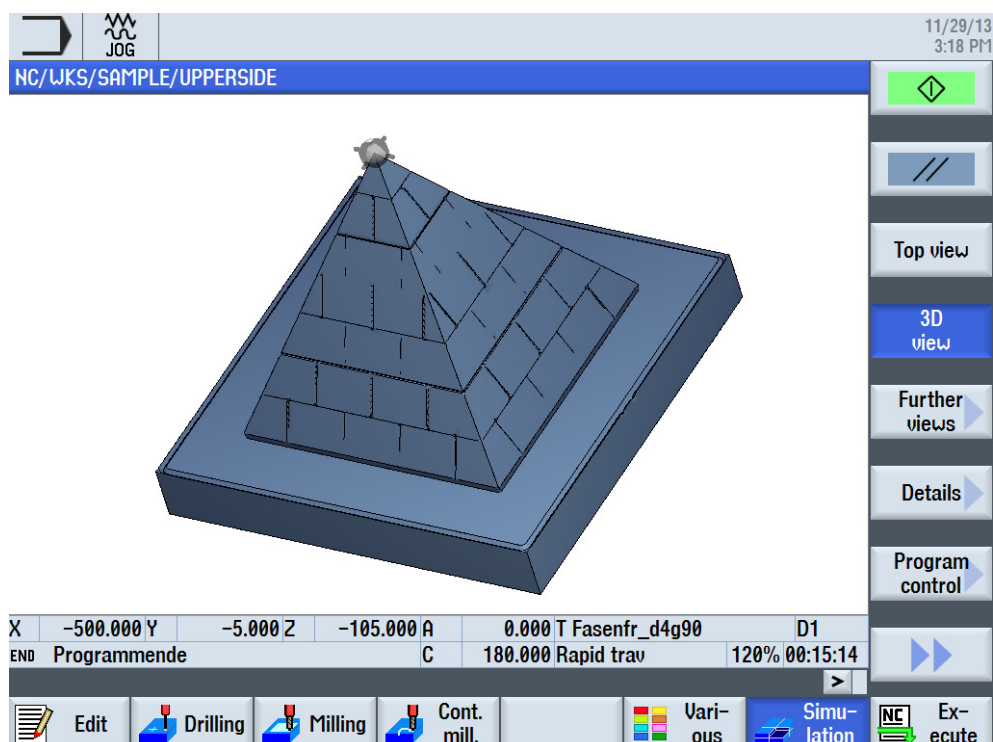 JOG
11/29/13
3:18 PM
NC/WKS/SAMPLE/UPPERSIDE
Top view
3D
view
Further
views
Details
Program
control
X -500.000 Y -5.000 Z -105.000 A 0.000 T Fasenfr_d4g90 D1
END Programmende C 180.000 Rapid trav 120% 00:15:14
>
Edit
Drilling
Milling
Cont.
mill.
Vari-
ous
Simu-
lation
NC
Ex-
ecute